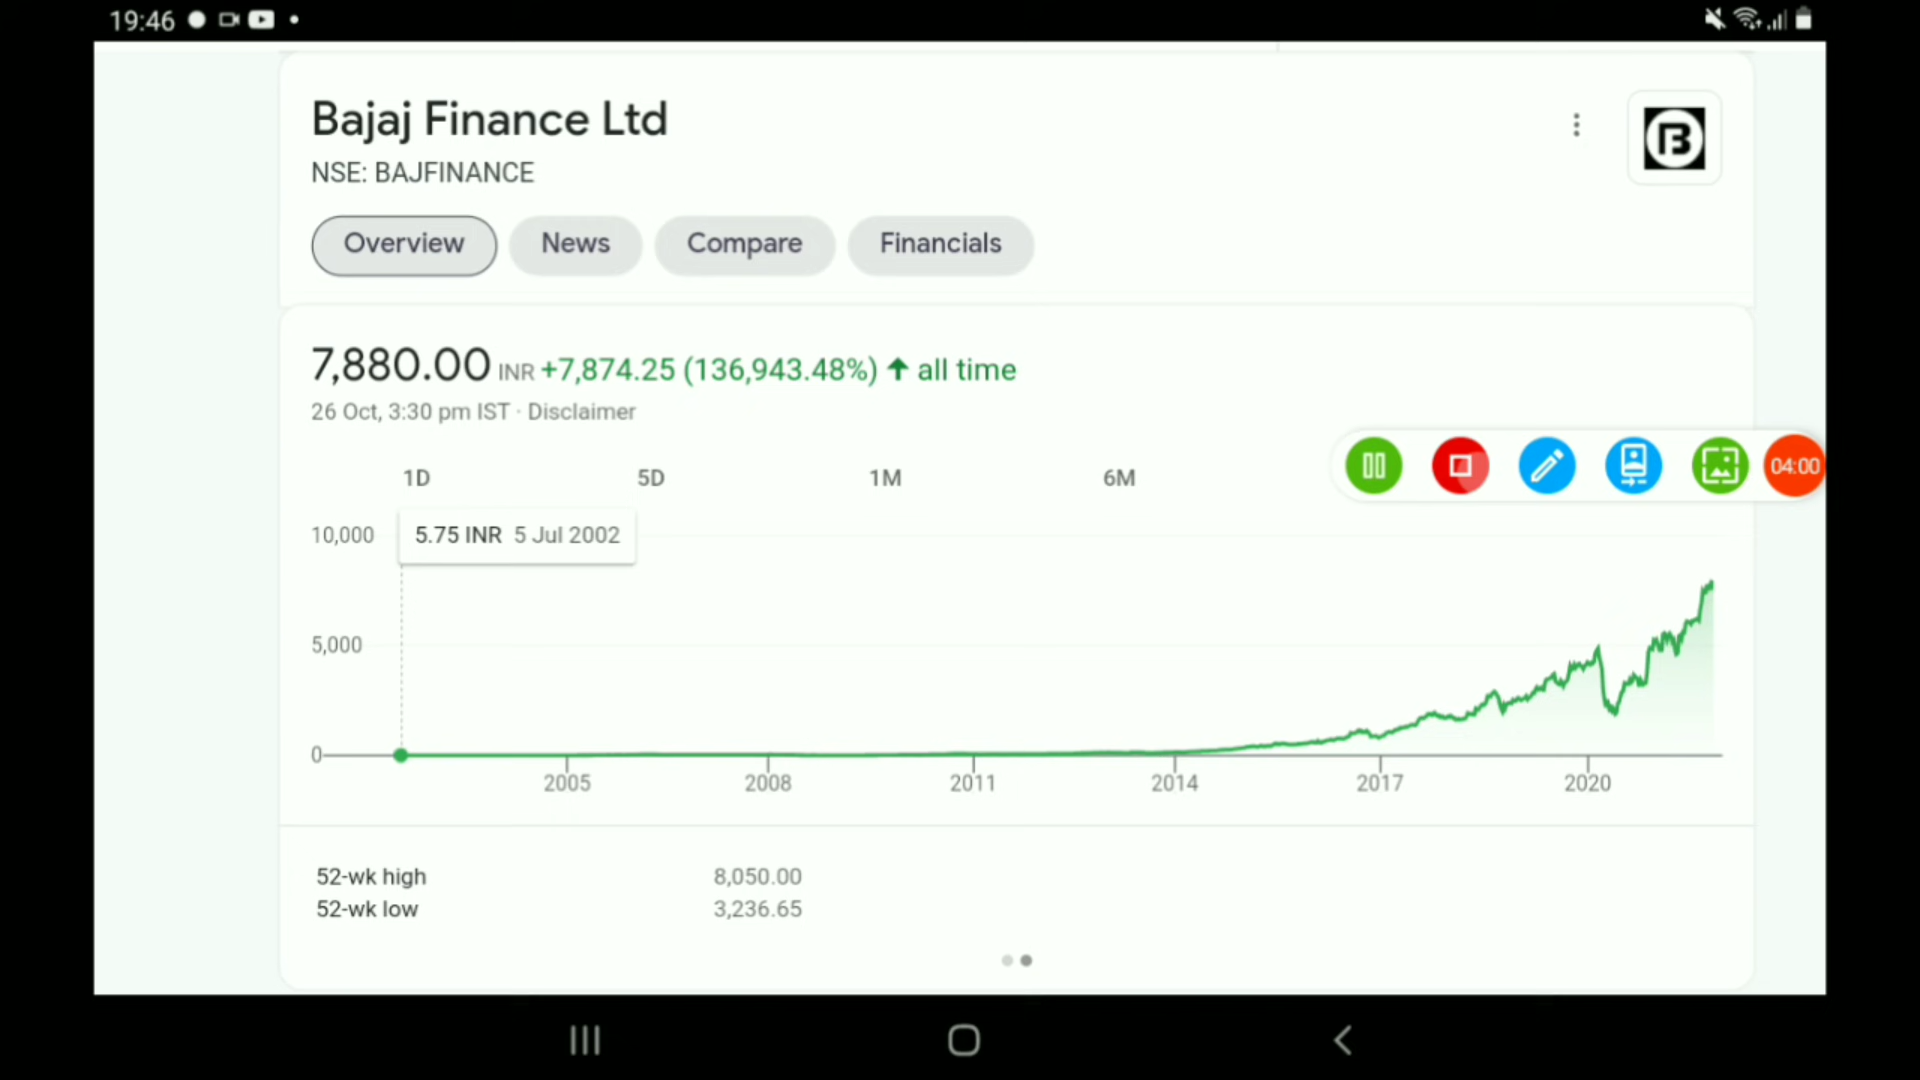 19:46
Bajaj Finance Ltd
NSE: BAJFINANCE
Overview News Compare Financials
7,880.00 INR +7,874.25 (136,943.48%) ↑ all time
26 Oct, 3:30 pm IST · Disclaimer
1D 5D 1M 6M
04:00
10,000
5.75 INR 5 Jul 2002
5,000
0
2005 2008 2011 2014 2017 2020
52-wk high 8,050.00
52-wk low 3,236.65